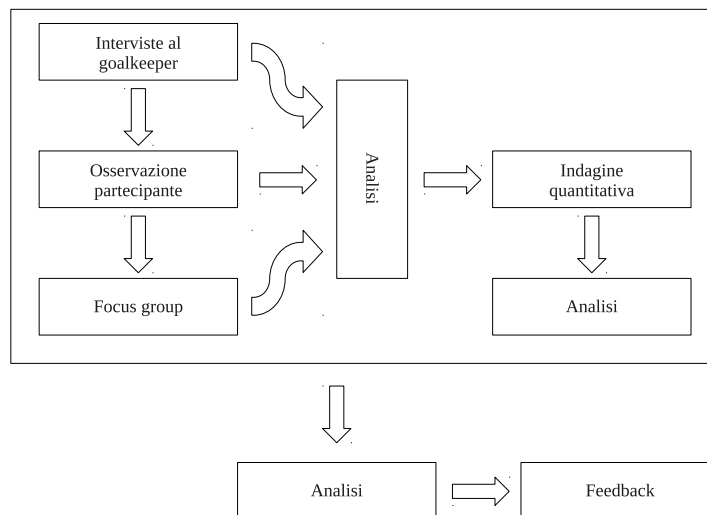 Interviste al
goalkeeper
Osservazione
partecipante
Focus group
Analisi
Indagine
quantitativa
Analisi
Analisi
Feedback